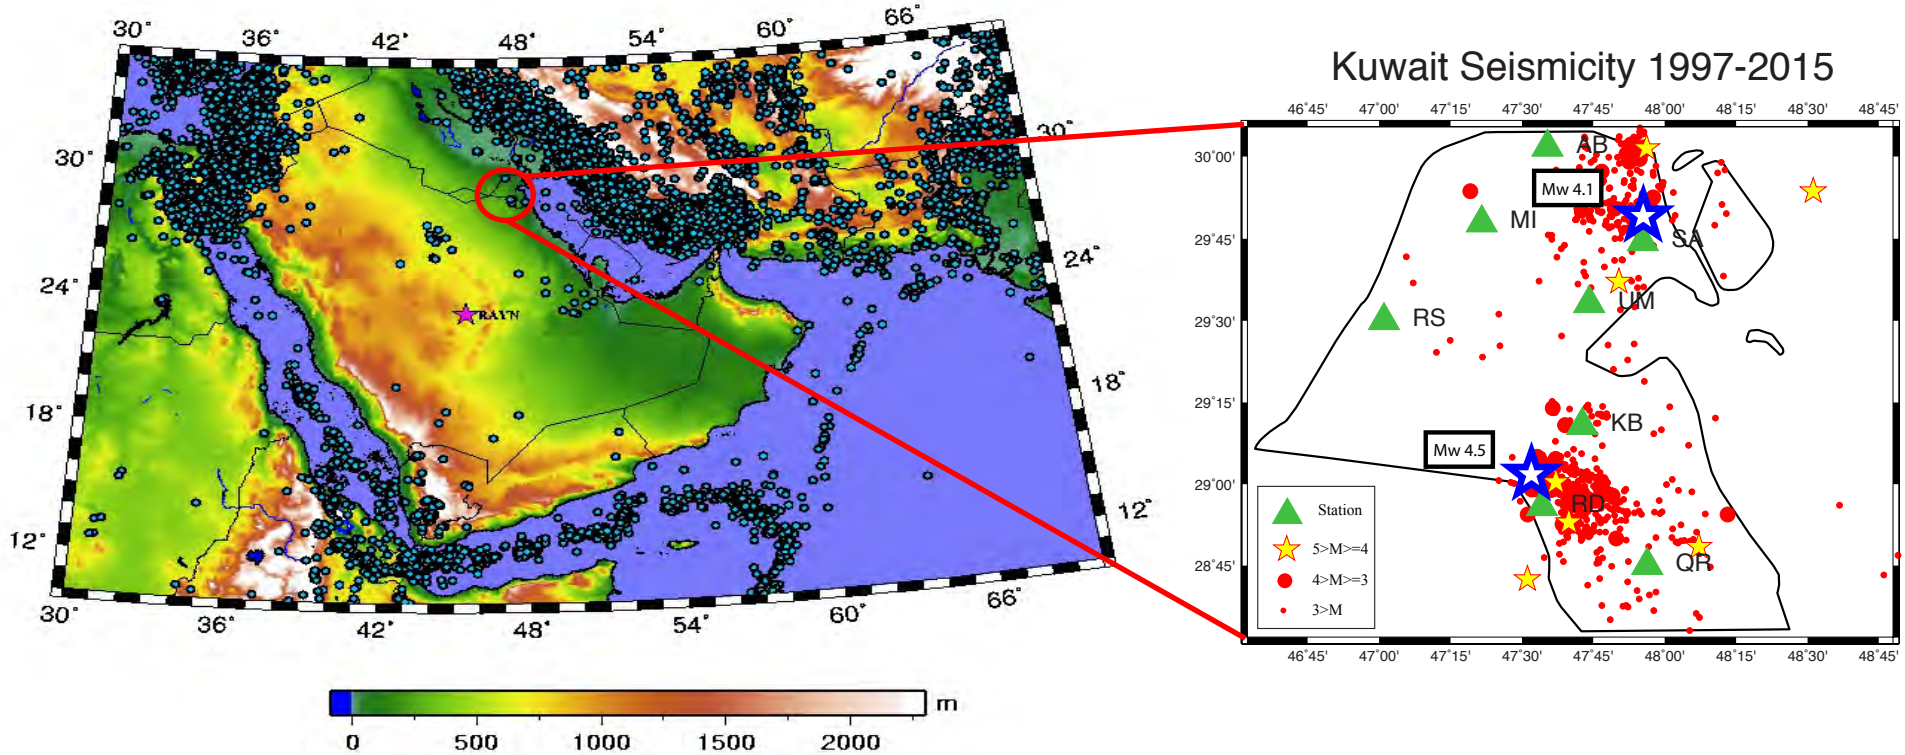 30° 36° 42° 48° 54° 60° 66°
30° 30°
24° 24°
18° 18°
12° 12°
30° 36° 42° 48° 54° 60° 66°
RAYN
0 500 1000 1500 2000 m
Kuwait Seismicity 1997-2015
46°45' 47°00' 47°15' 47°30' 47°45' 48°00' 48°15' 48°30' 48°45'
30°00'
29°45'
29°30'
29°15'
29°00'
28°45'
AB
Mw 4.1
MI
SA
UM
RS
KB
Mw 4.5
RD
QR
Station
5>M>=4
4>M>=3
3>M
46°45' 47°00' 47°15' 47°30' 47°45' 48°00' 48°15' 48°30' 48°45'